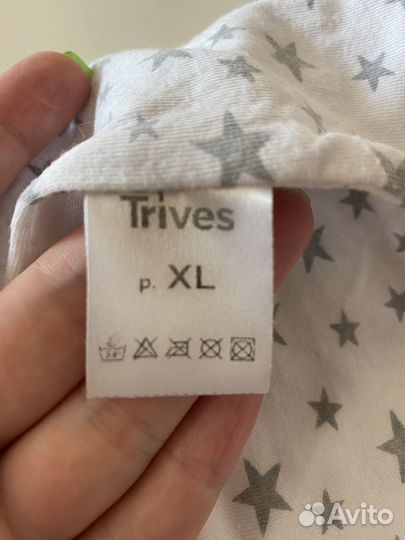 Trives
р. XL
30°
Avito